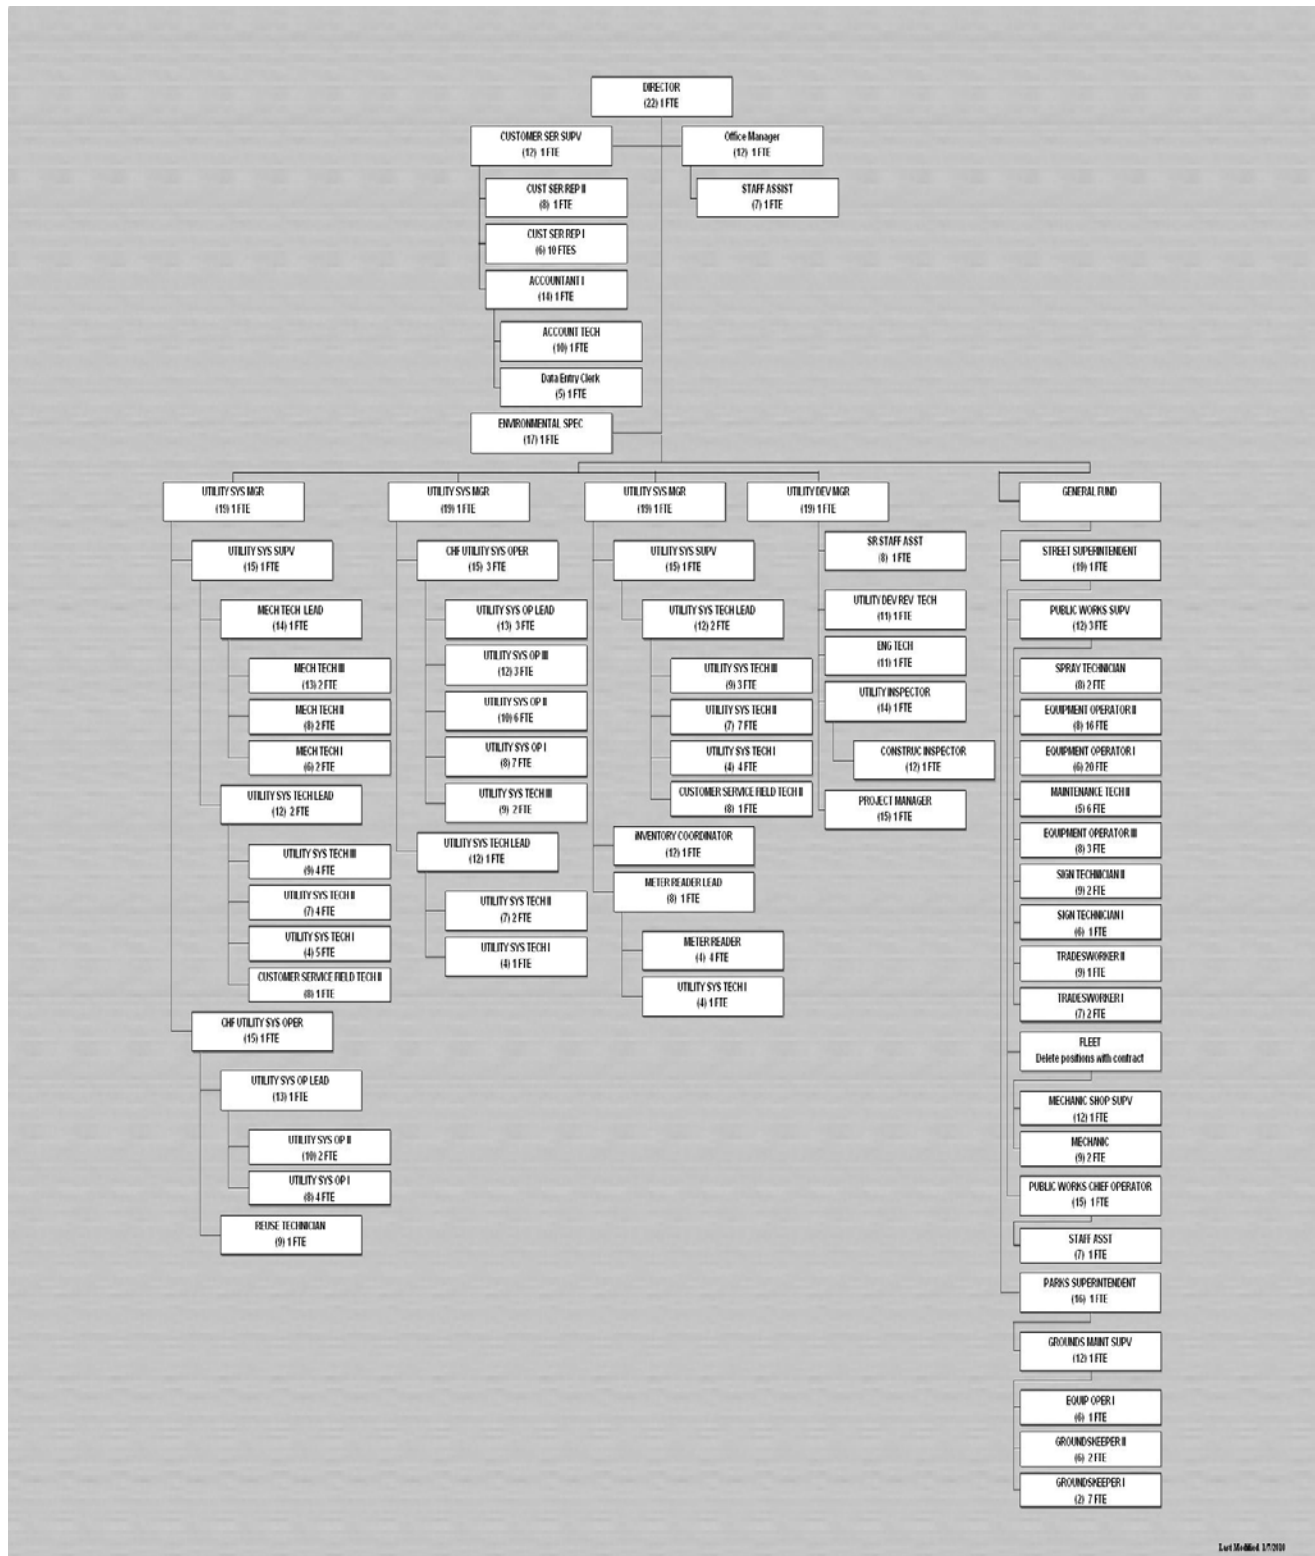 DIRECTOR
(22) 1 FTE
CUSTOMER SER SUPV
(12) 1 FTE
Office Manager
(12) 1 FTE
CUST SER REP II
(8) 1 FTE
STAFF ASSIST
(7) 1 FTE
CUST SER REP I
(6) 10 FTES
ACCOUNTANT I
(14) 1 FTE
ACCOUNT TECH
(10) 1 FTE
Data Entry Clerk
(5) 1 FTE
ENVIRONMENTAL SPEC
(17) 1 FTE
UTILITY SYS MGR
(19) 1 FTE
UTILITY SYS SUPV
(15) 1 FTE
MECH TECH LEAD
(14) 1 FTE
MECH TECH III
(13) 2 FTE
MECH TECH II
(8) 2 FTE
MECH TECH I
(6) 2 FTE
UTILITY SYS TECH LEAD
(12) 2 FTE
UTILITY SYS TECH III
(9) 4 FTE
UTILITY SYS TECH II
(7) 4 FTE
UTILITY SYS TECH I
(4) 5 FTE
CUSTOMER SERVICE FIELD TECH II
(8) 1 FTE
CHF UTILITY SYS OPER
(15) 1 FTE
UTILITY SYS OP LEAD
(13) 1 FTE
UTILITY SYS OP II
(10) 2 FTE
UTILITY SYS OP I
(8) 4 FTE
REUSE TECHNICIAN
(9) 1 FTE
UTILITY SYS MGR
(19) 1 FTE
CHF UTILITY SYS OPER
(15) 3 FTE
UTILITY SYS OP LEAD
(13) 3 FTE
UTILITY SYS OP III
(12) 3 FTE
UTILITY SYS OP II
(10) 6 FTE
UTILITY SYS OP I
(8) 7 FTE
UTILITY SYS TECH III
(9) 2 FTE
UTILITY SYS TECH LEAD
(12) 1 FTE
UTILITY SYS TECH II
(7) 2 FTE
UTILITY SYS TECH I
(4) 1 FTE
UTILITY SYS MGR
(19) 1 FTE
UTILITY SYS SUPV
(15) 1 FTE
UTILITY SYS TECH LEAD
(12) 2 FTE
UTILITY SYS TECH III
(9) 3 FTE
UTILITY SYS TECH II
(7) 7 FTE
UTILITY SYS TECH I
(4) 4 FTE
CUSTOMER SERVICE FIELD TECH II
(8) 1 FTE
INVENTORY COORDINATOR
(12) 1 FTE
METER READER LEAD
(8) 1 FTE
METER READER
(4) 4 FTE
UTILITY SYS TECH I
(4) 1 FTE
UTILITY DEV MGR
(19) 1 FTE
SR STAFF ASST
(8) 1 FTE
UTILITY DEV REV TECH
(11) 1 FTE
ENG TECH
(11) 1 FTE
UTILITY INSPECTOR
(14) 1 FTE
CONSTRUC INSPECTOR
(12) 1 FTE
PROJECT MANAGER
(15) 1 FTE
GENERAL FUND
STREET SUPERINTENDENT
(19) 1 FTE
PUBLIC WORKS SUPV
(12) 3 FTE
SPRAY TECHNICIAN
(8) 2 FTE
EQUIPMENT OPERATOR II
(8) 16 FTE
EQUIPMENT OPERATOR I
(6) 20 FTE
MAINTENANCE TECH II
(5) 6 FTE
EQUIPMENT OPERATOR III
(8) 3 FTE
SIGN TECHNICIAN II
(9) 2 FTE
SIGN TECHNICIAN I
(6) 1 FTE
TRADESWORKER II
(9) 1 FTE
TRADESWORKER I
(7) 2 FTE
FLEET
Delete positions with contract
MECHANIC SHOP SUPV
(12) 1 FTE
MECHANIC
(9) 2 FTE
PUBLIC WORKS CHIEF OPERATOR
(15) 1 FTE
STAFF ASST
(7) 1 FTE
PARKS SUPERINTENDENT
(16) 1 FTE
GROUNDS MAINT SUPV
(12) 1 FTE
EQUIP OPER I
(6) 1 FTE
GROUNDSKEEPER II
(6) 2 FTE
GROUNDSKEEPER I
(2) 7 FTE
Last Modified